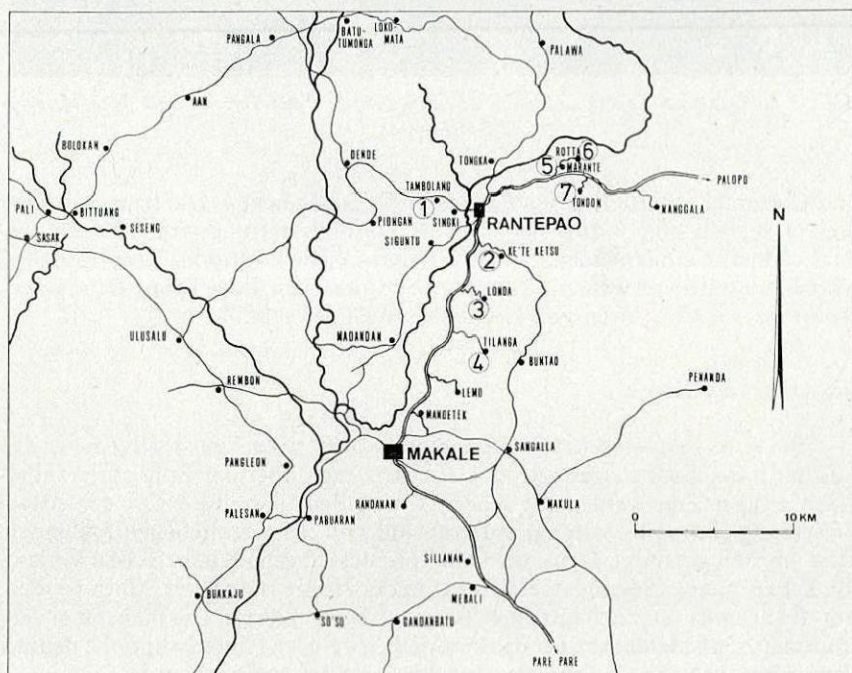 PANGALA
BATU-
TUMONGA
LOKO-
MATA
PALAWA
AAN
BOLOKAN
DENDE
TONGKA
ROTTA
6
5
MARANTE
PALOPO
TAMBOLANG
1
SINGKI
7
TONDON
NANGGALA
PALI
BITTUANG
SESENG
PIONGAN
RANTEPAO
N
SASAK
SIGUNTU
2
KE'TE KETSU
LONDA
3
ULUSALU
MADANDAN
TILANGA
4
BUNTAO
REMBON
LEMO
PENANDA
MANGETEK
MAKALE
SANGALLA
PANGLEON
RANDANAN
MAKULA
PALESAN
PABUARAN
0
10 KM
SILLANAN
MEBALI
BUAKAJU
SO'SO'
GANDANBATU
PARE PARE